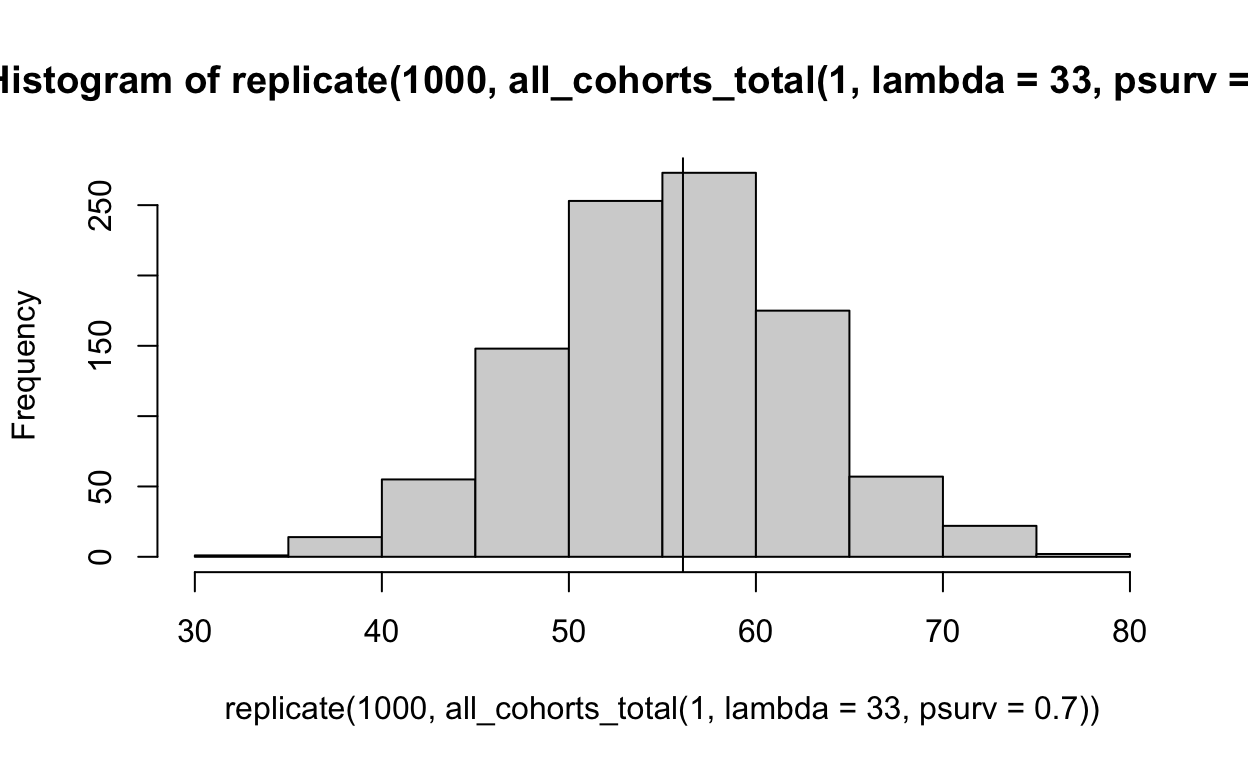 Histogram of replicate(1000, all_cohorts_total(1, lambda = 33, psurv =
Frequency
250
150
50
0
30 40 50 60 70 80
replicate(1000, all_cohorts_total(1, lambda = 33, psurv = 0.7))